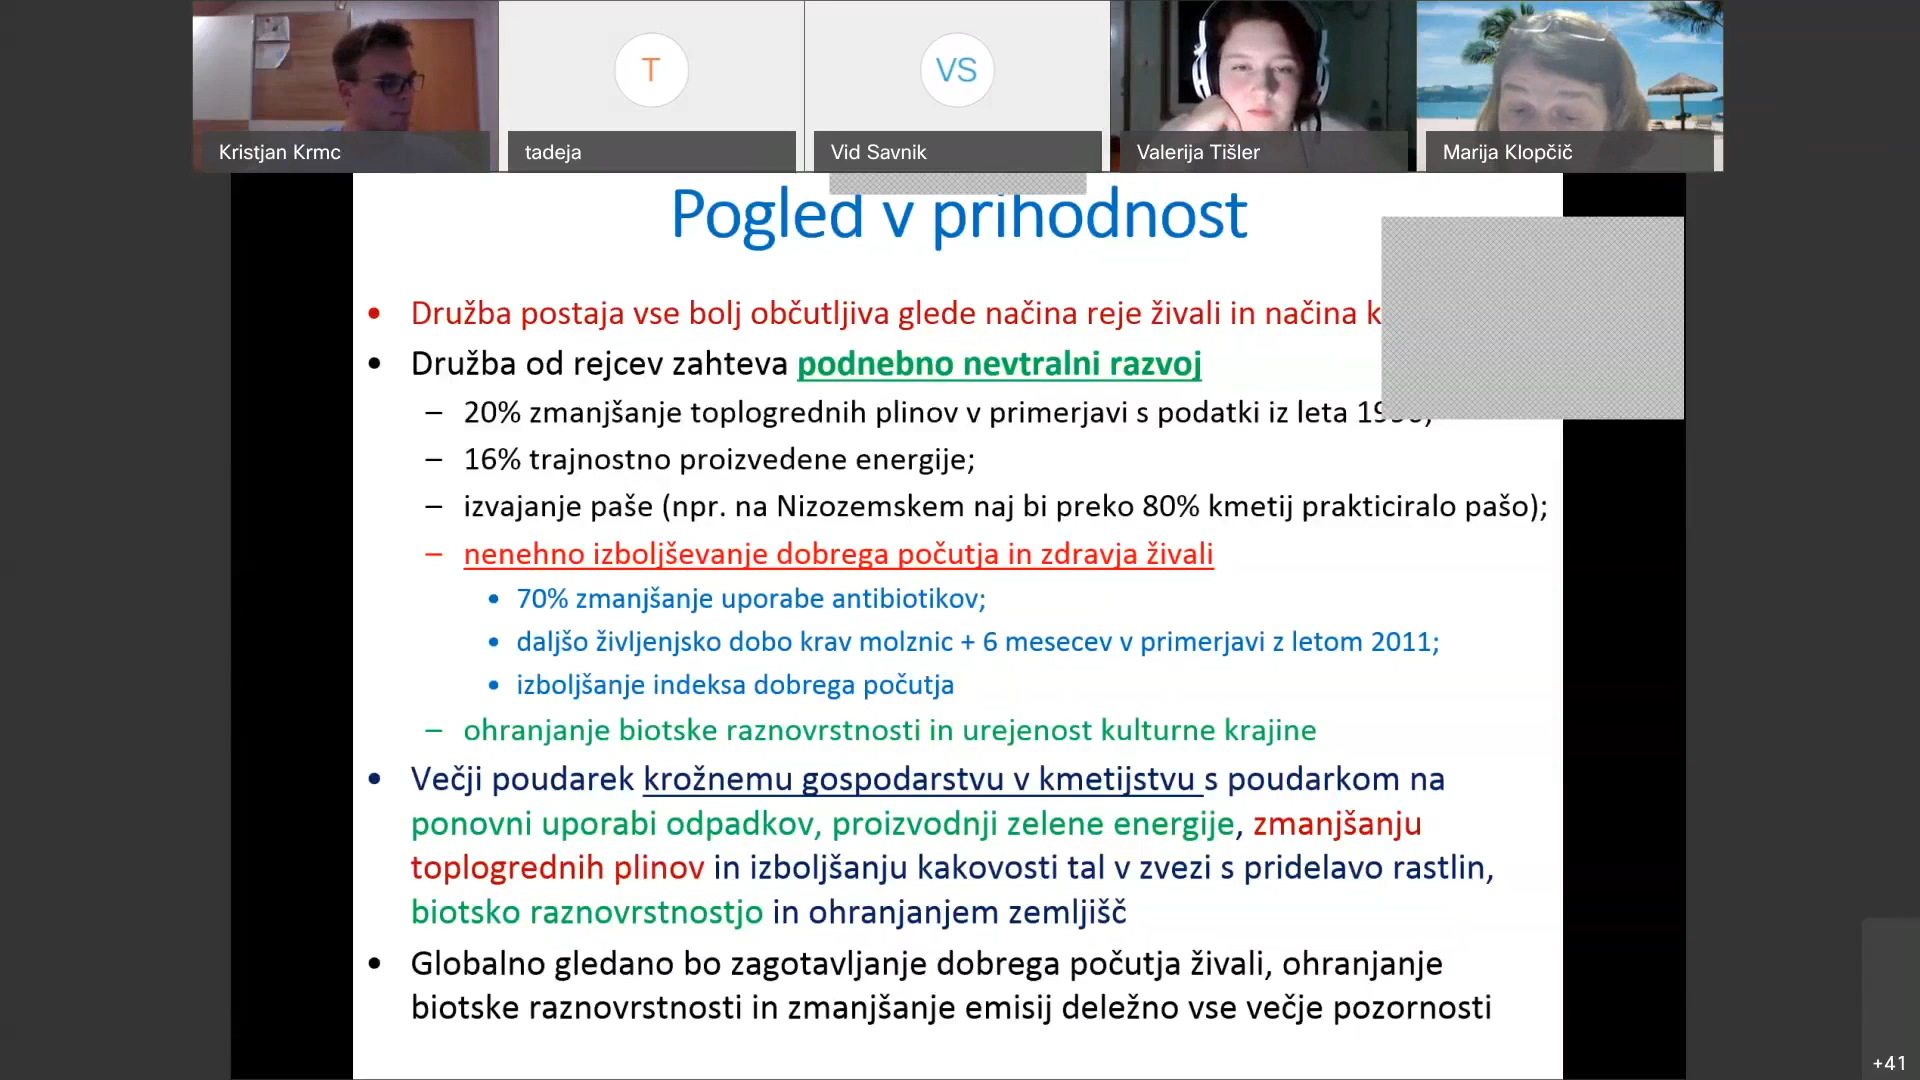 Kristjan Krmc
T
tadeja
VS
Vid Savnik
Valerija Tišler
Marija Klopčič
Pogled v prihodnost
• Družba postaja vse bolj občutljiva glede načina reje živali in načina
• Družba od rejcev zahteva podnebno nevtralni razvoj
– 20% zmanjšanje toplogrednih plinov v primerjavi s podatki iz leta
– 16% trajnostno proizvedene energije;
– izvajanje paše (npr. na Nizozemskem naj bi preko 80% kmetij prakticiralo pašo);
– nenehno izboljševanje dobrega počutja in zdravja živali
• 70% zmanjšanje uporabe antibiotikov;
• daljšo življenjsko dobo krav molznic + 6 mesecev v primerjavi z letom 2011;
• izboljšanje indeksa dobrega počutja
– ohranjanje biotske raznovrstnosti in urejenost kulturne krajine
• Večji poudarek krožnemu gospodarstvu v kmetijstvu s poudarkom na
ponovni uporabi odpadkov, proizvodnji zelene energije, zmanjšanju
toplogrednih plinov in izboljšanju kakovosti tal v zvezi s pridelavo rastlin,
biotsko raznovrstnostjo in ohranjanjem zemljišč
• Globalno gledano bo zagotavljanje dobrega počutja živali, ohranjanje
biotske raznovrstnosti in zmanjšanje emisij deležno vse večje pozornosti
+41